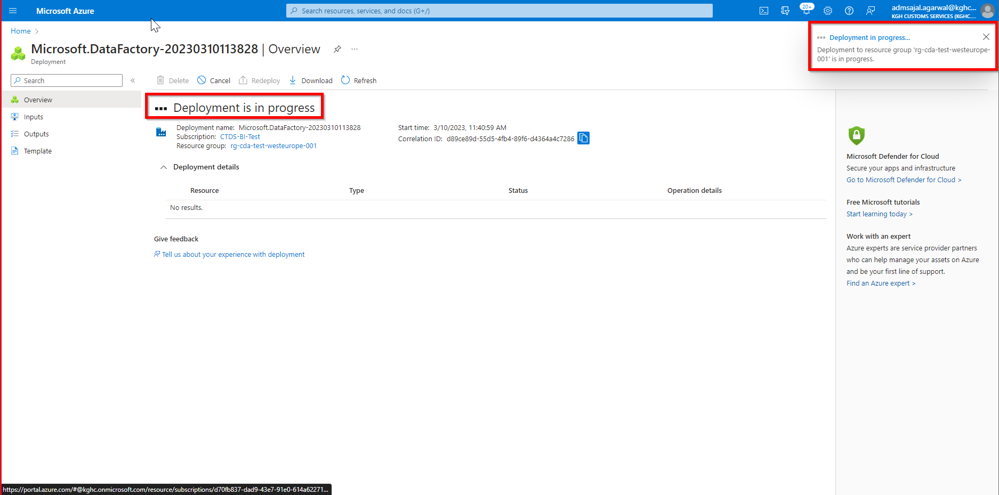 Microsoft Azure
Search resources, services, and docs (G+/)
20+
admsajal.agarwal@kghc...
KGH CUSTOMS SERVICES (KGHC....
Home
Microsoft.DataFactory-20230310113828 | Overview
Deployment
Deployment in progress...
Deployment to resource group 'rg-cda-test-westeurope-
001' is in progress.
Search
Delete
Cancel
Redeploy
Download
Refresh
Overview
Inputs
Outputs
Template
Deployment is in progress
Deployment name: Microsoft.DataFactory-20230310113828
Subscription: CTDS-BI-Test
Resource group: rg-cda-test-westeurope-001
Start time: 3/10/2023, 11:40:59 AM
Correlation ID: d89ce89d-55d5-4fb4-89f6-d4364a4c7286
Deployment details
Resource Type Status Operation details
No results.
Give feedback
Tell us about your experience with deployment
Microsoft Defender for Cloud
Secure your apps and infrastructure
Go to Microsoft Defender for Cloud >
Free Microsoft tutorials
Start learning today >
Work with an expert
Azure experts are service provider partners
who can help manage your assets on Azure
and be your first line of support.
Find an Azure expert >
https://portal.azure.com/#@kghc.onmicrosoft.com/resource/subscriptions/d70fb837-dad9-43e7-91e0-614a62271...